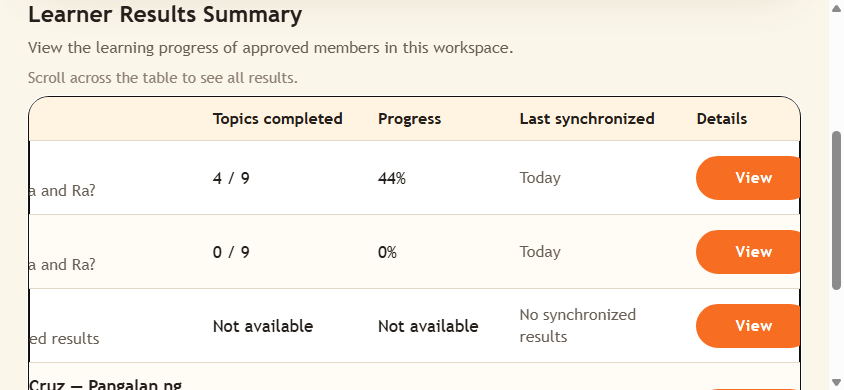 Learner Results Summary
View the learning progress of approved members in this workspace.
Scroll across the table to see all results.
Topics completed Progress Last synchronized Details
4 / 9 44% Today View
a and Ra?
0 / 9 0% Today View
a and Ra?
No synchronized
Not available Not available View
results
ed results
Cruz — Pangalan ng